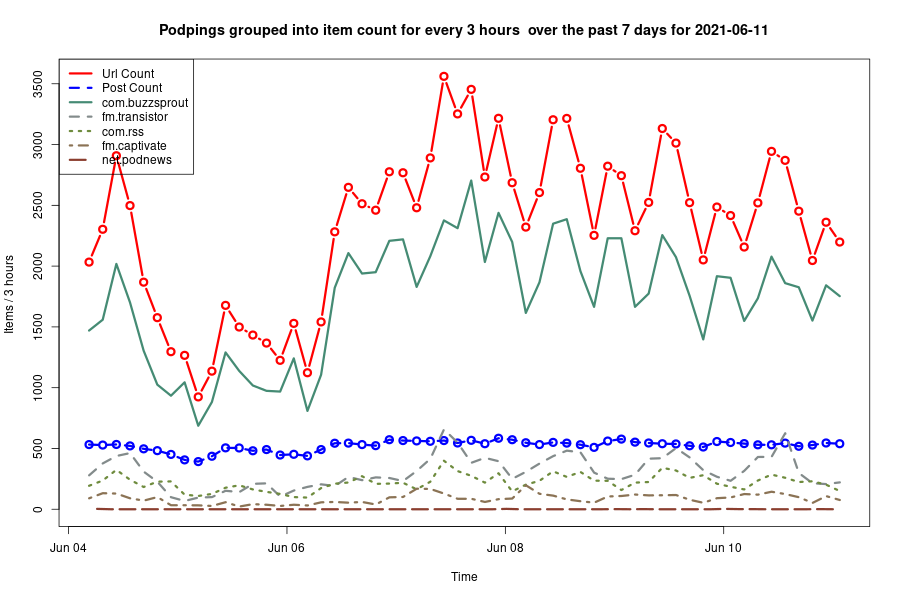 Podpings grouped into item count for every 3 hours  over the past 7 days for 2021-06-11
Url Count
Post Count
com.buzzsprout
fm.transistor
com.rss
fm.captivate
net.podnews
3500
3000
2500
2000
1500
1000
500
0
Items / 3 hours
Jun 04
Jun 06
Jun 08
Jun 10
Time